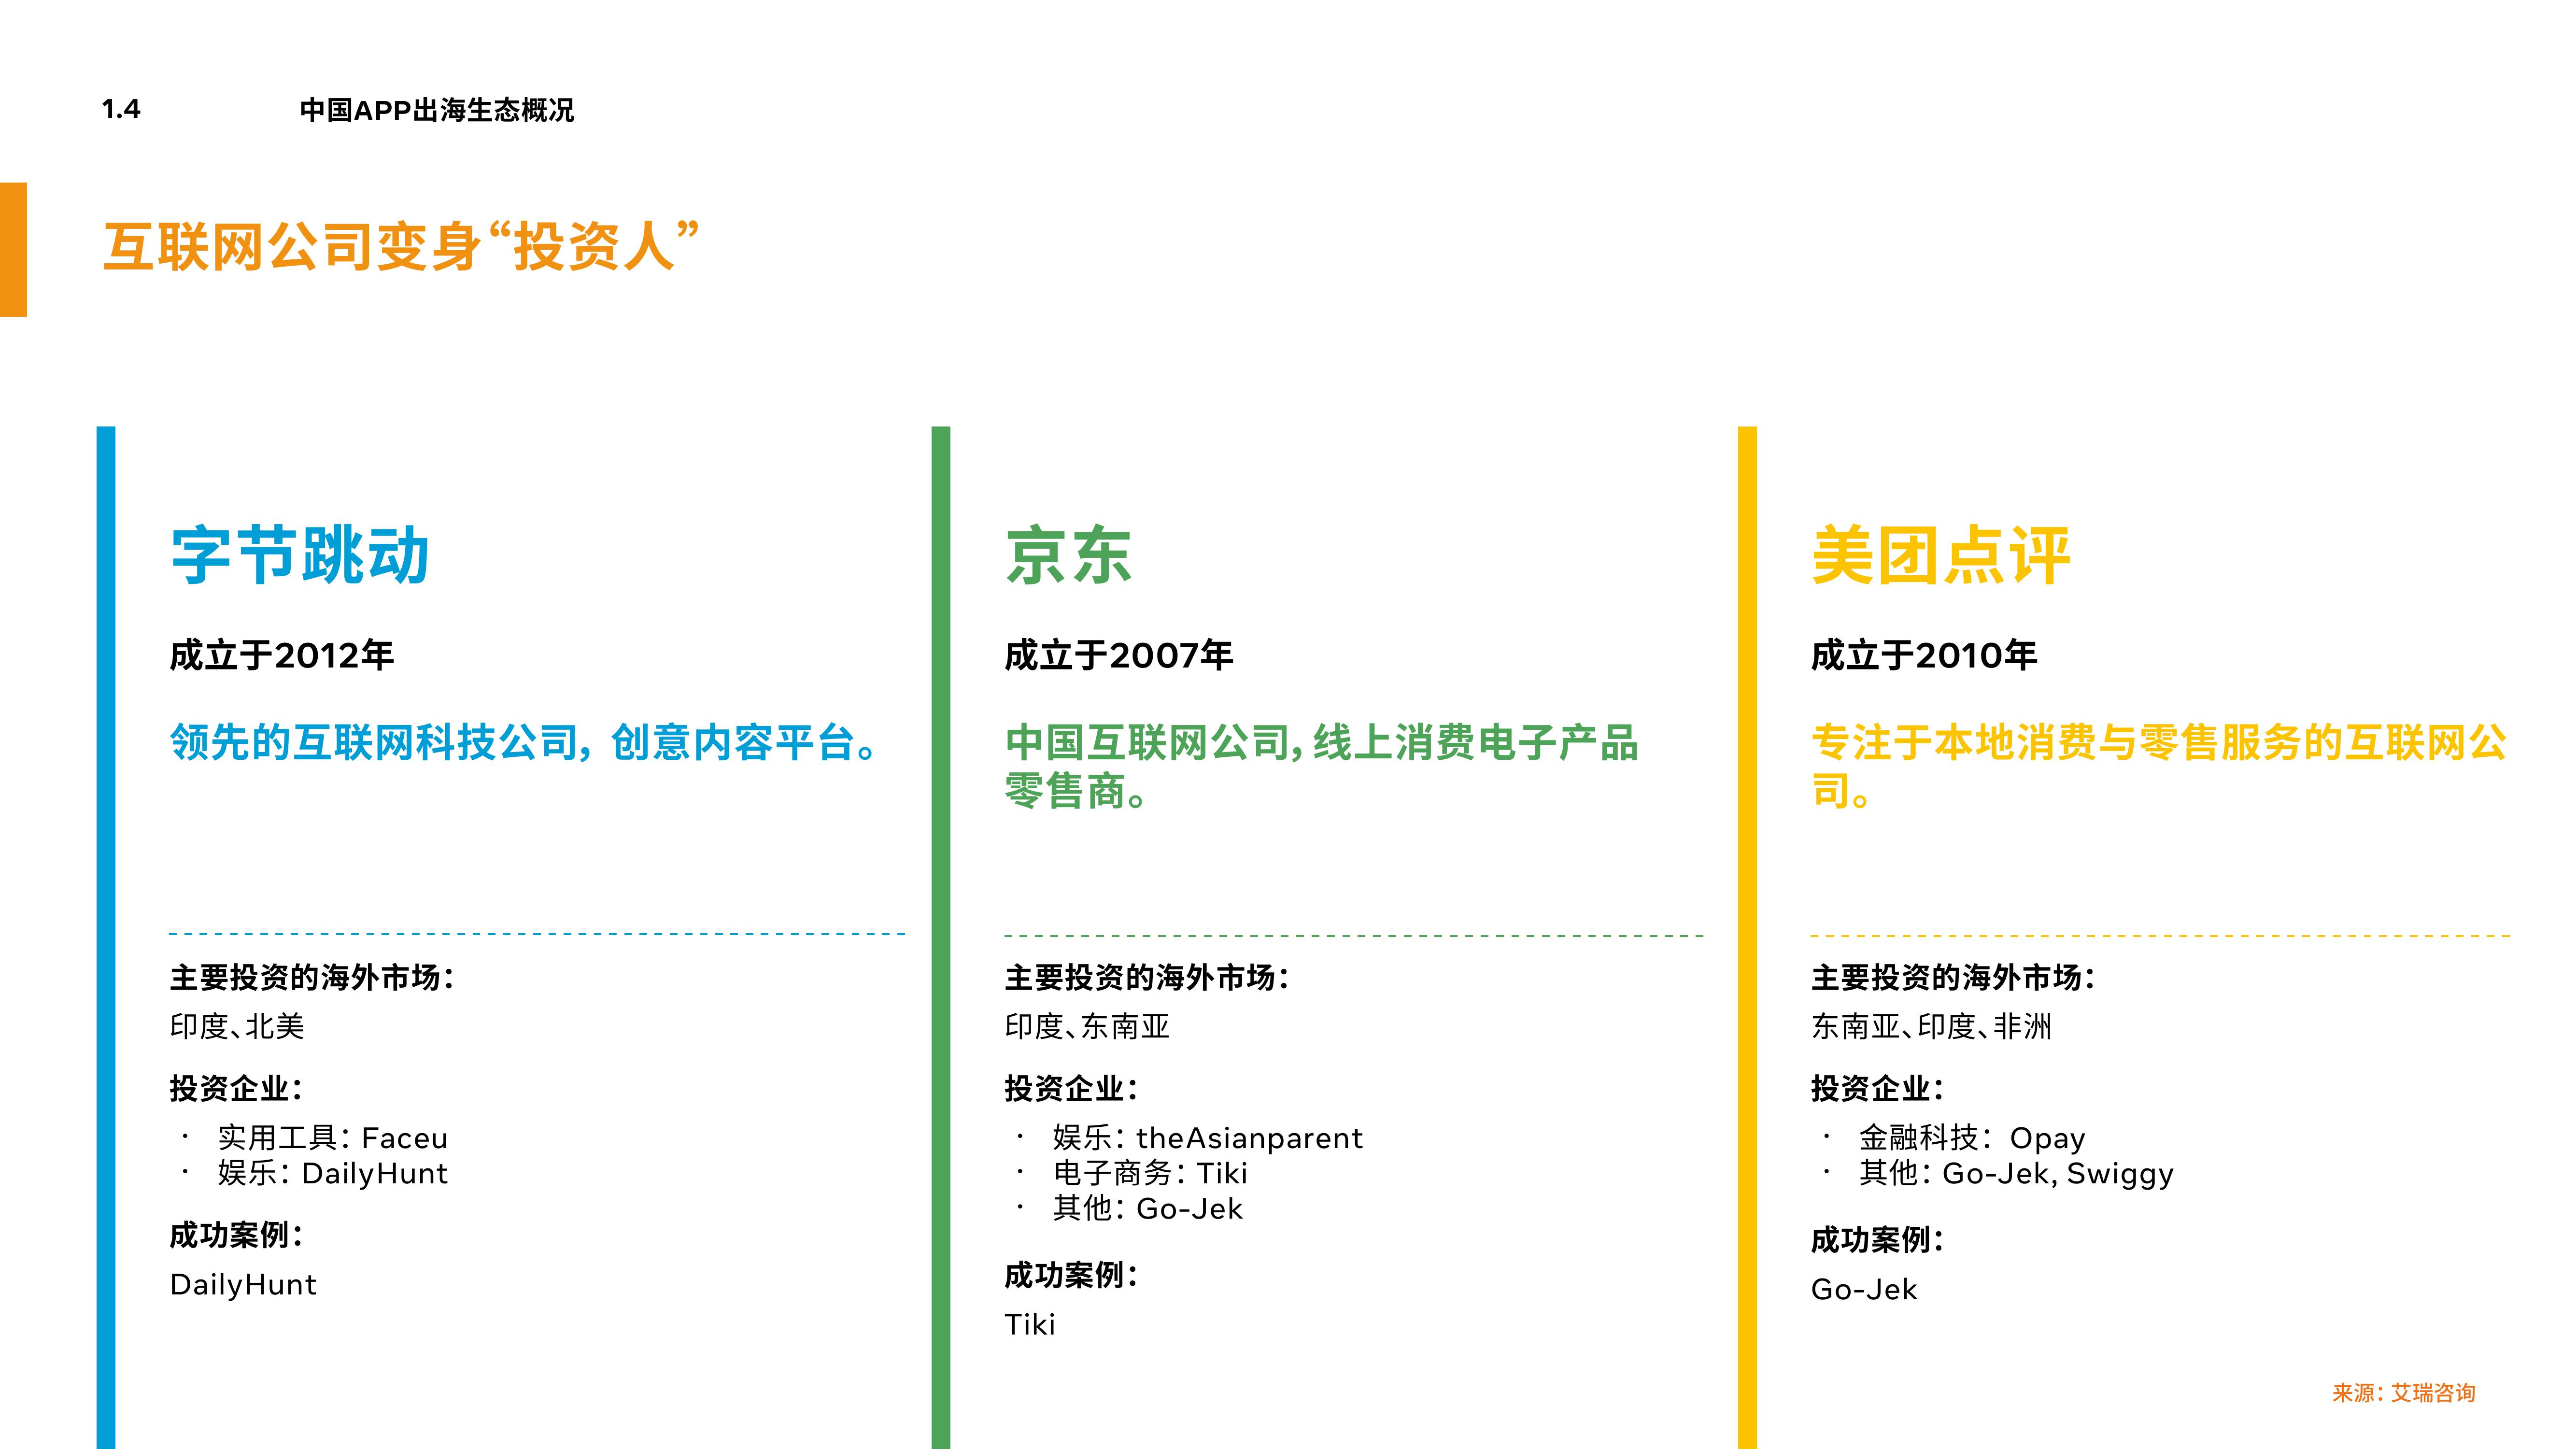 1.4
中国APP出海生态概况
互联网公司变身“投资人”
字节跳动
成立于2012年
领先的互联网科技公司，创意内容平台。
主要投资的海外市场：
印度、北美
投资企业：
· 实用工具：Faceu
· 娱乐：DailyHunt
成功案例：
DailyHunt
京东
成立于2007年
中国互联网公司，线上消费电子产品
零售商。
主要投资的海外市场：
印度、东南亚
投资企业：
· 娱乐：theAsianparent
· 电子商务：Tiki
· 其他：Go-Jek
成功案例：
Tiki
美团点评
成立于2010年
专注于本地消费与零售服务的互联网公
司。
主要投资的海外市场：
东南亚、印度、非洲
投资企业：
· 金融科技：Opay
· 其他：Go-Jek, Swiggy
成功案例：
Go-Jek
来源：艾瑞咨询